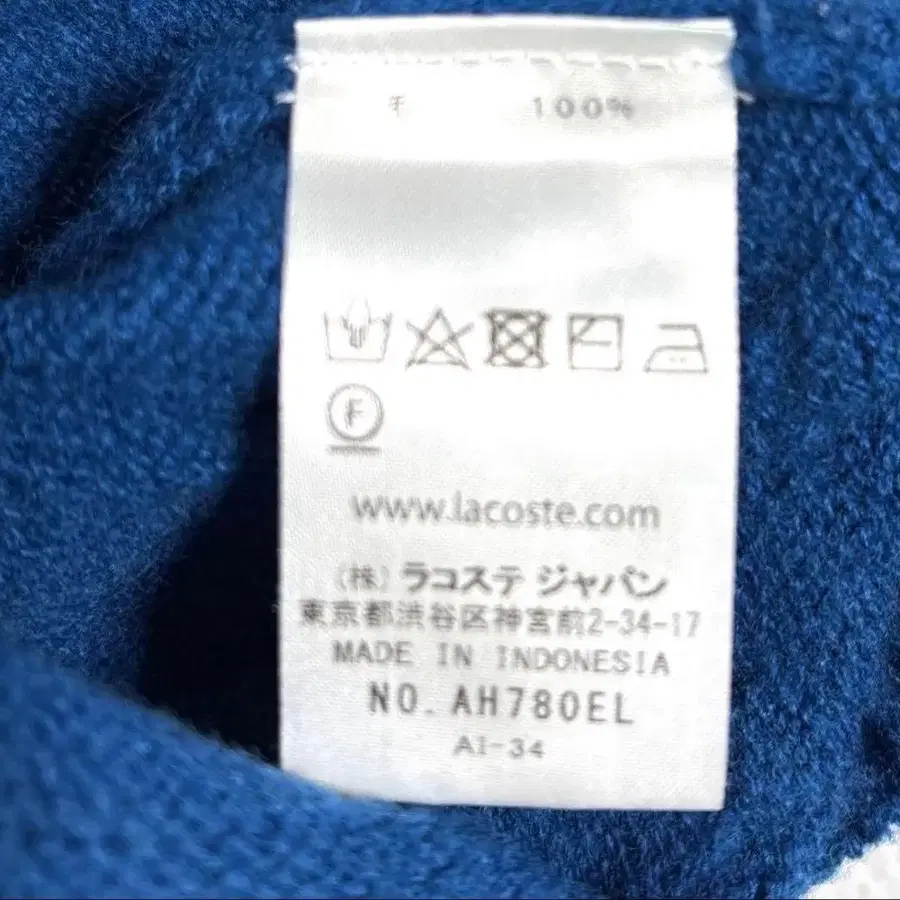 毛 100%
F
www.lacoste.com
(株) ラコステ ジャパン
東京都渋谷区神宮前2-34-17
MADE IN INDONESIA
NO. AH780EL
AI-34